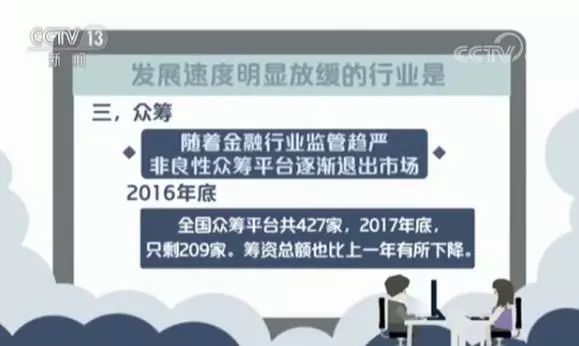 CCTV 13
新闻
CCTV
发展速度明显放缓的行业是
三，众筹
随着金融行业监管趋严
非良性众筹平台逐渐退出市场
2016年底
全国众筹平台共427家，2017年底，
只剩209家。筹资总额也比上一年有所下降。